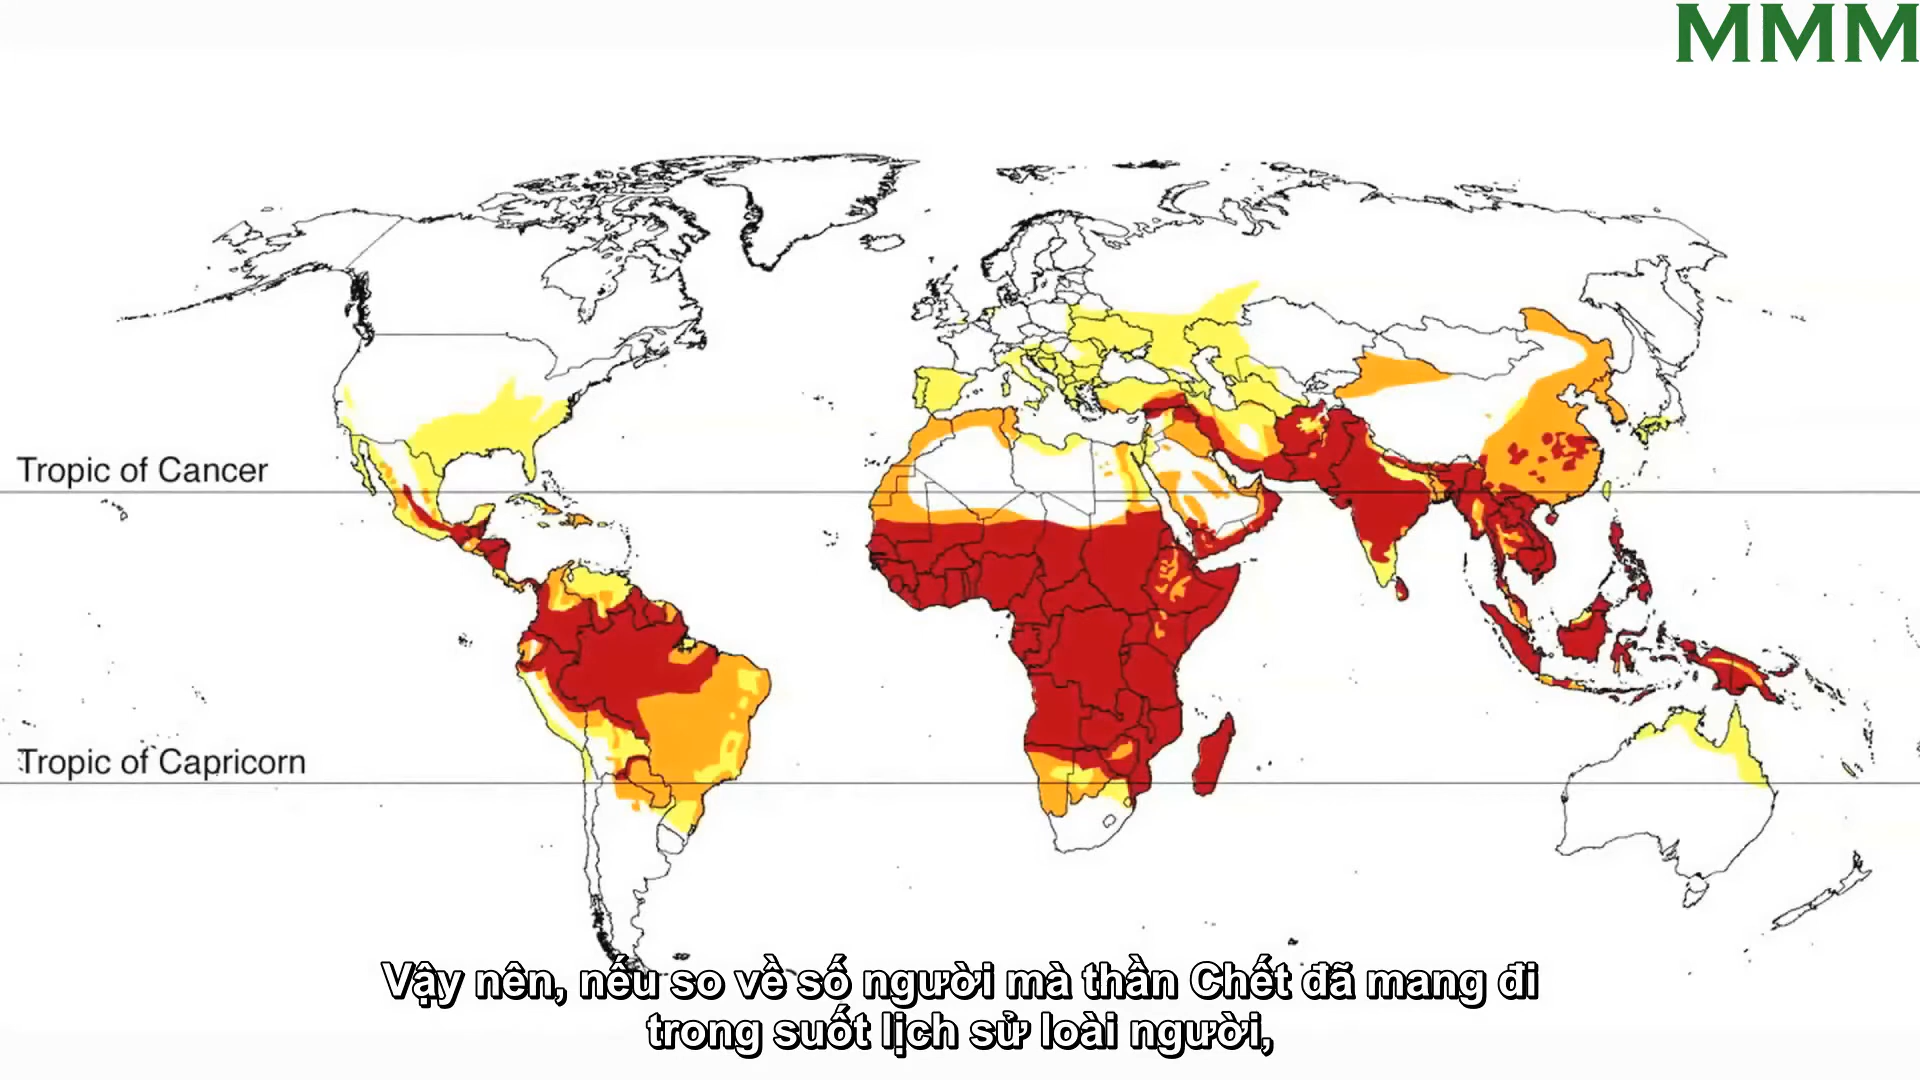 MMM
Tropic of Cancer
Tropic of Capricorn
Vậy nên, nếu so về số người mà thần Chết đã mang đi
trong suốt lịch sử loài người,